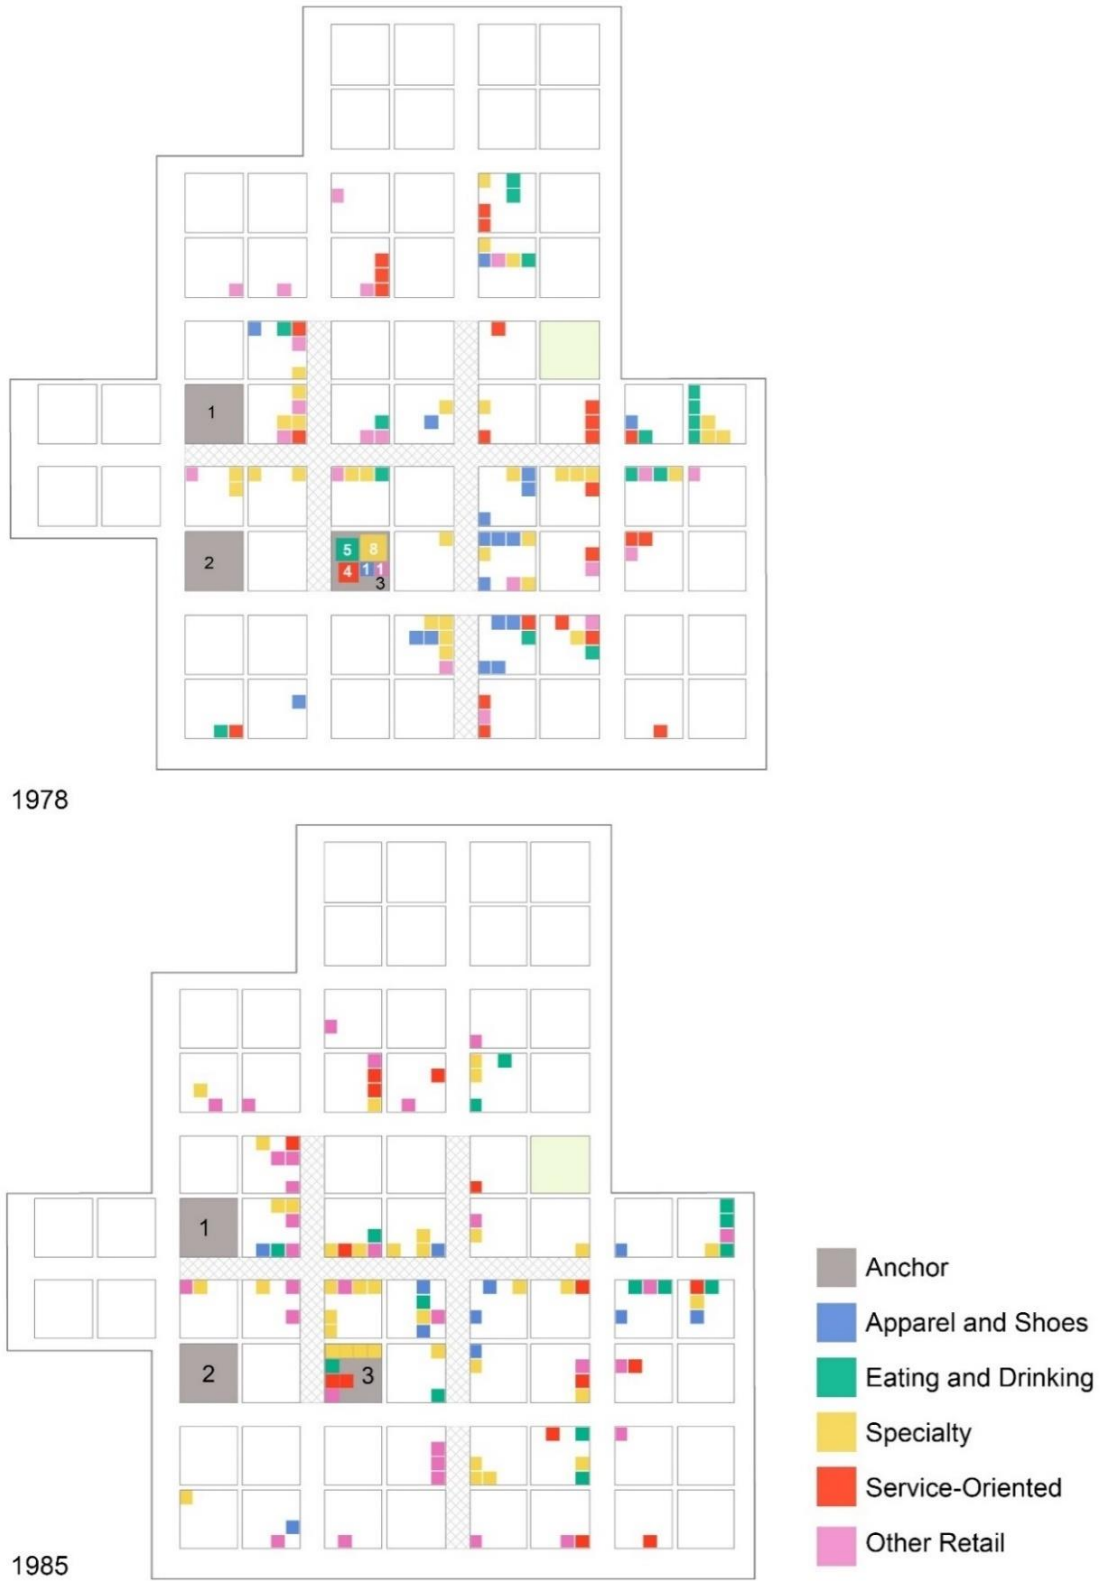 1
2
5 8
4 1 1
3
1978
1
2 3
Anchor
Apparel and Shoes
Eating and Drinking
Specialty
Service-Oriented
Other Retail
1985